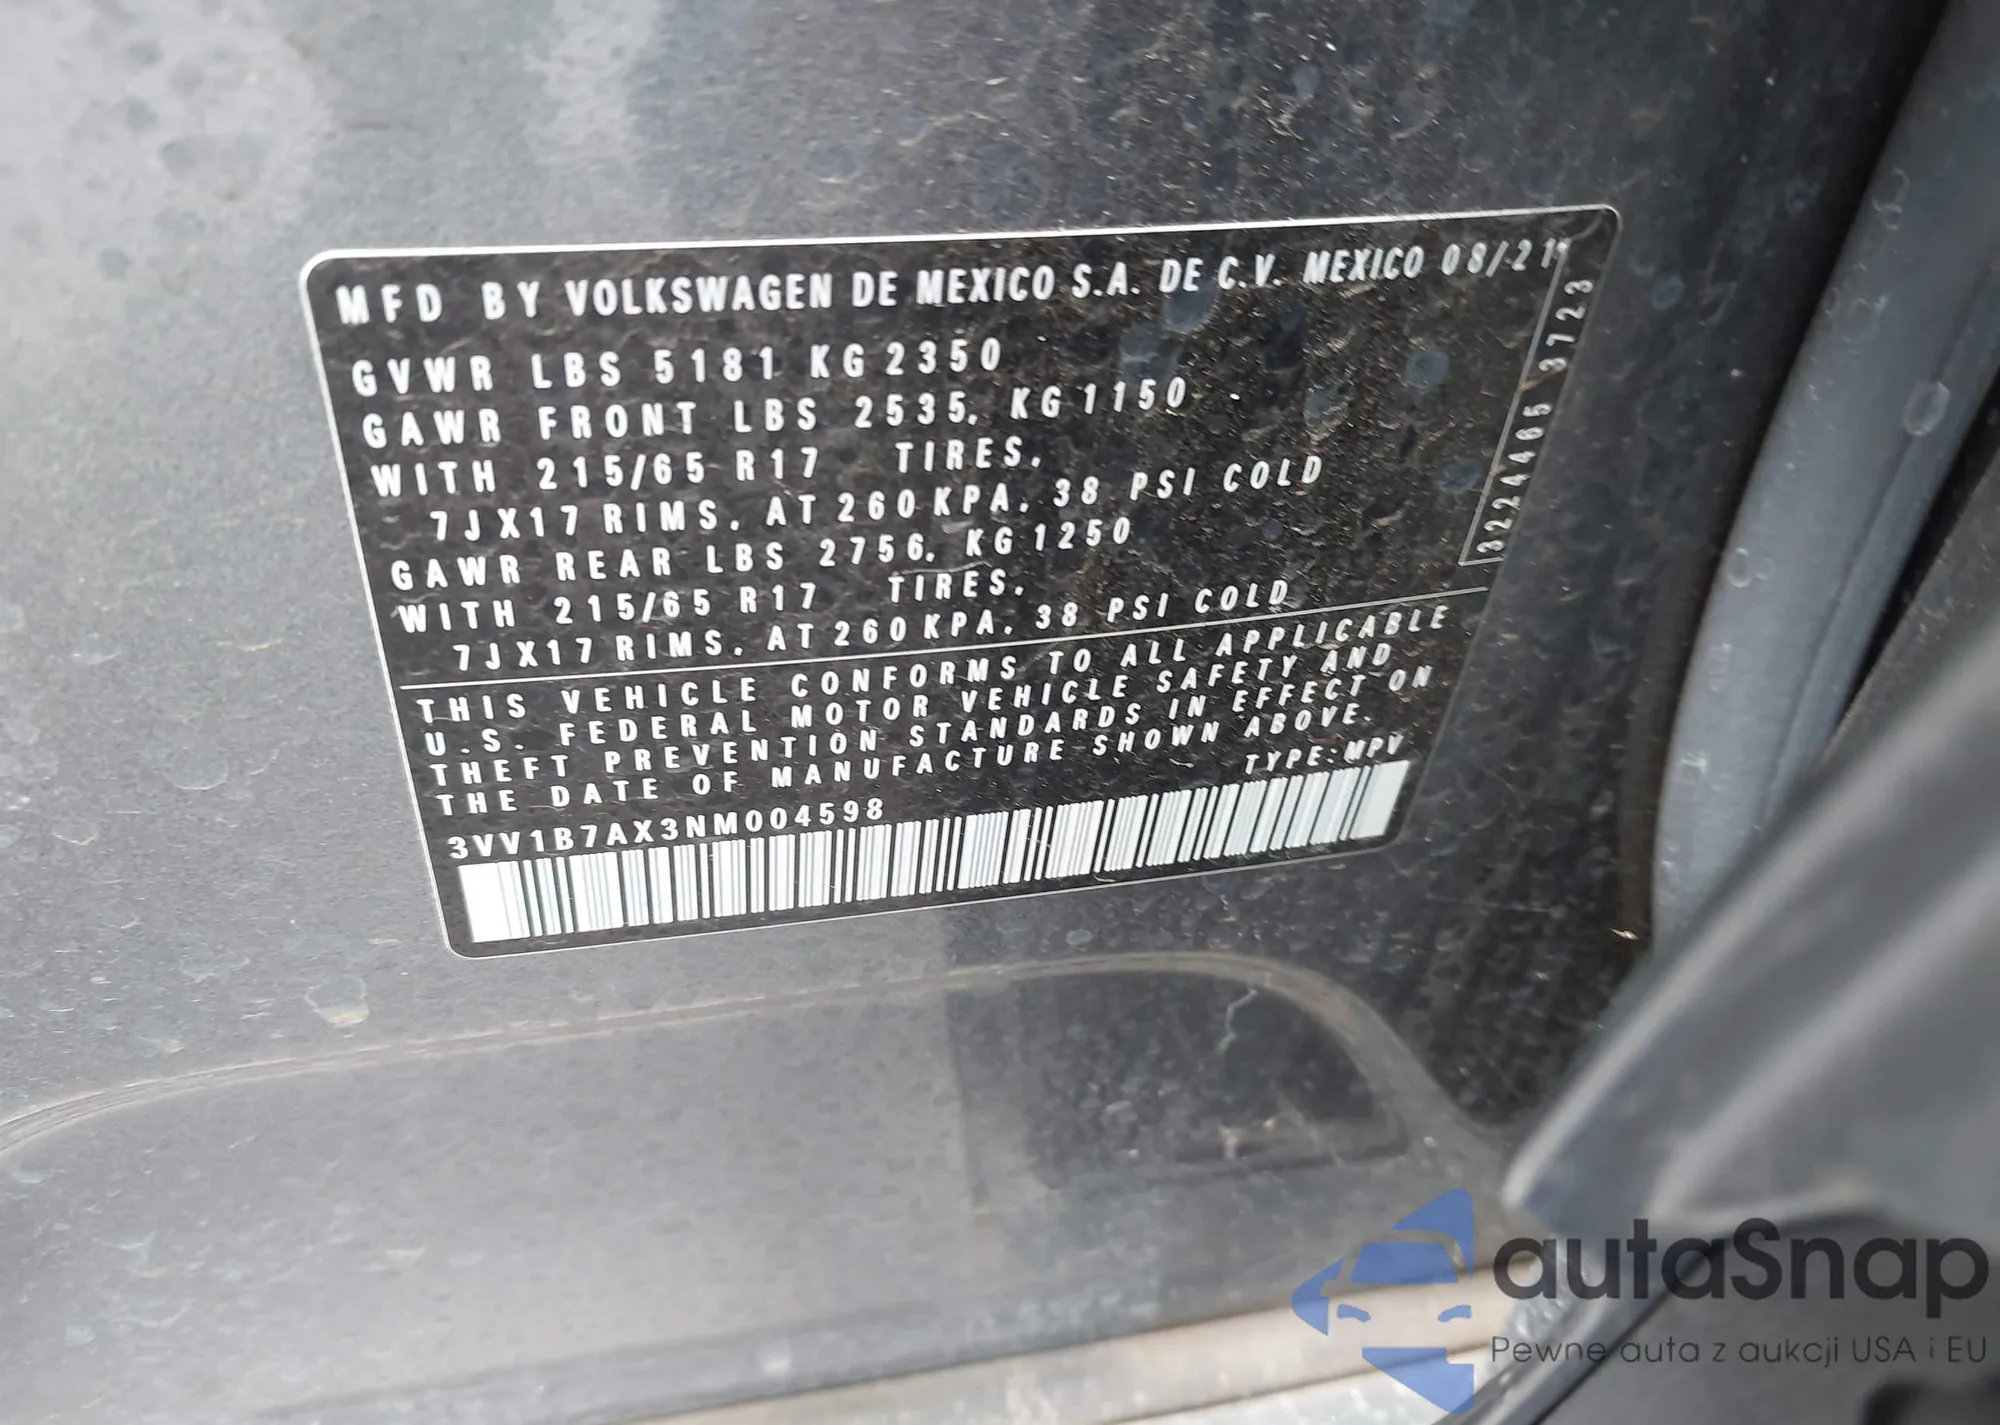 MFD BY VOLKSWAGEN DE MEXICO S.A. DE C.V. MEXICO 08/21
GVWR LBS 5181 KG 2350
GAWR FRONT LBS 2535, KG 1150
WITH 215/65 R17 TIRES,
7JX17 RIMS, AT 260 KPA, 38 PSI COLD
GAWR REAR LBS 2756, KG 1250
WITH 215/65 R17 TIRES,
7JX17 RIMS, AT 260 KPA, 38 PSI COLD
THIS VEHICLE CONFORMS TO ALL APPLICABLE
U.S. FEDERAL MOTOR VEHICLE SAFETY AND
THEFT PREVENTION STANDARDS IN EFFECT ON
THE DATE OF MANUFACTURE SHOWN ABOVE.
TYPE: MPV
3VV1B7AX3NM004598
3224465 3723
autaSnap
Pewne auta z aukcji USA i EU